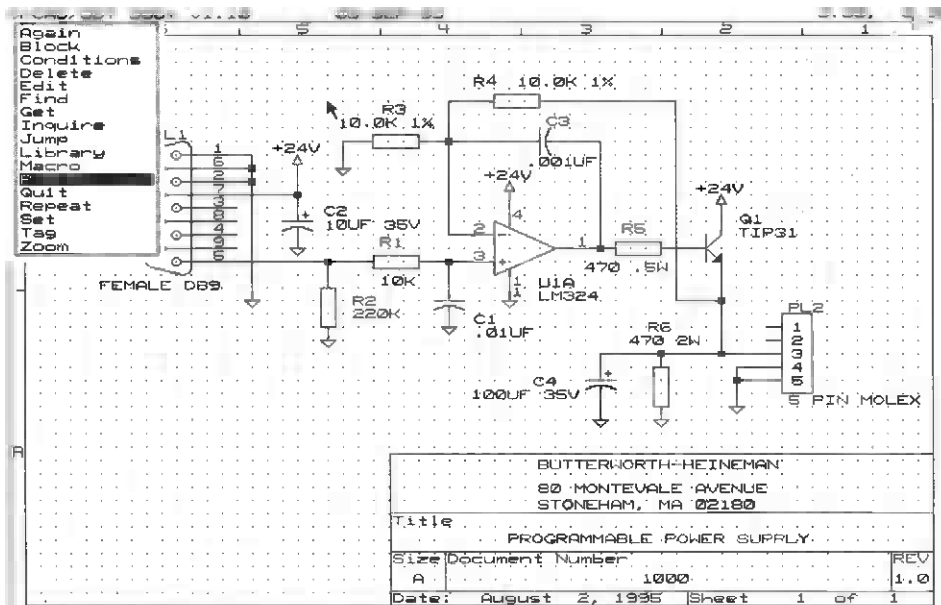 Again
Block
Conditions
Delete
Edit
Find
Get
Inquire
Jump
Library
Macro
Quit
Repeat
Set
Tag
Zoom
5 4 3 2 1
R4 10.0K 1%
R3
10.0K 1%
C3
.001UF
L1
1
6
2
7
3
8
4
9
5
+24V
+24V
+24V
C2
10UF 35V
4
2
3
1
R5
470 .5W
Q1
TIP31
R1
10K
U1A
LM324
11
FEMALE DB9
R2
220K
C1
.01UF
R6
470 2W
PL2
1
2
3
4
5
C4
100UF 35V
5 PIN MOLEX
A
BUTTERWORTH-HEINEMAN
80 MONTEVALE AVENUE
STONEHAM, MA 02180
Title
PROGRAMMABLE POWER SUPPLY
Size Document Number REV
A 1000 1.0
Date: August 2, 1995 Sheet 1 of 1